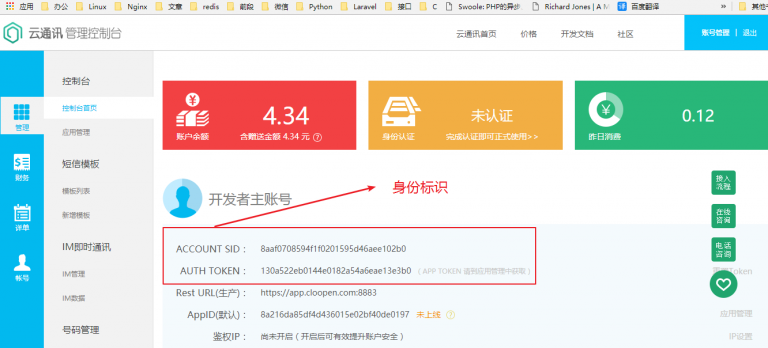 应用 办公 Linux Nginx 文章 redis 前段 微信 Python Laravel 接口 C Swoole: PHP的异步 Richard Jones | A M 译 百度翻译 » 其他
云通讯 管理控制台 云通讯首页 价格 开发文档 社区 账号管理 | 退出
控制台
管理
控制台首页
应用管理
4.34
账户余额 含赠送金额 4.34 元 ?
未认证
身份认证 完成认证即可正式使用>>
0.12
昨日消费
短信模板
财务
模板列表
新增模板
开发者主账号
身份标识
接入
流程
在线
咨询
电话
咨询
详单
IM即时通讯
IM管理
IM数据
帐号
号码管理
ACCOUNT SID： 8aaf0708594f1f0201595d46aee102b0
AUTH TOKEN： 130a522eb0144e0182a54a6eae13e3b0 ( APP TOKEN 请到应用管理中获取 )
Token
Rest URL(生产)： https://app.cloopen.com:8883
AppID(默认)： 8a216da85df4d436015e02bf40de0197 未上线 ? 应用管理
鉴权IP： 尚未开启（开启后可有效提升账户安全） IP设置